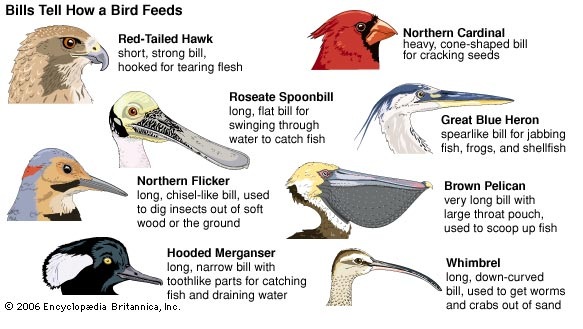 Bills Tell How a Bird Feeds
Red-Tailed Hawk
short, strong bill,
hooked for tearing flesh
Northern Cardinal
heavy, cone-shaped bill
for cracking seeds
Roseate Spoonbill
long, flat bill for
swinging through
water to catch fish
Great Blue Heron
spearlike bill for jabbing
fish, frogs, and shellfish
Northern Flicker
long, chisel-like bill, used
to dig insects out of soft
wood or the ground
Brown Pelican
very long bill with
large throat pouch,
used to scoop up fish
Hooded Merganser
long, narrow bill with
toothlike parts for catching
fish and draining water
Whimbrel
long, down-curved
bill, used to get worms
and crabs out of sand
© 2006 Encyclopædia Britannica, Inc.